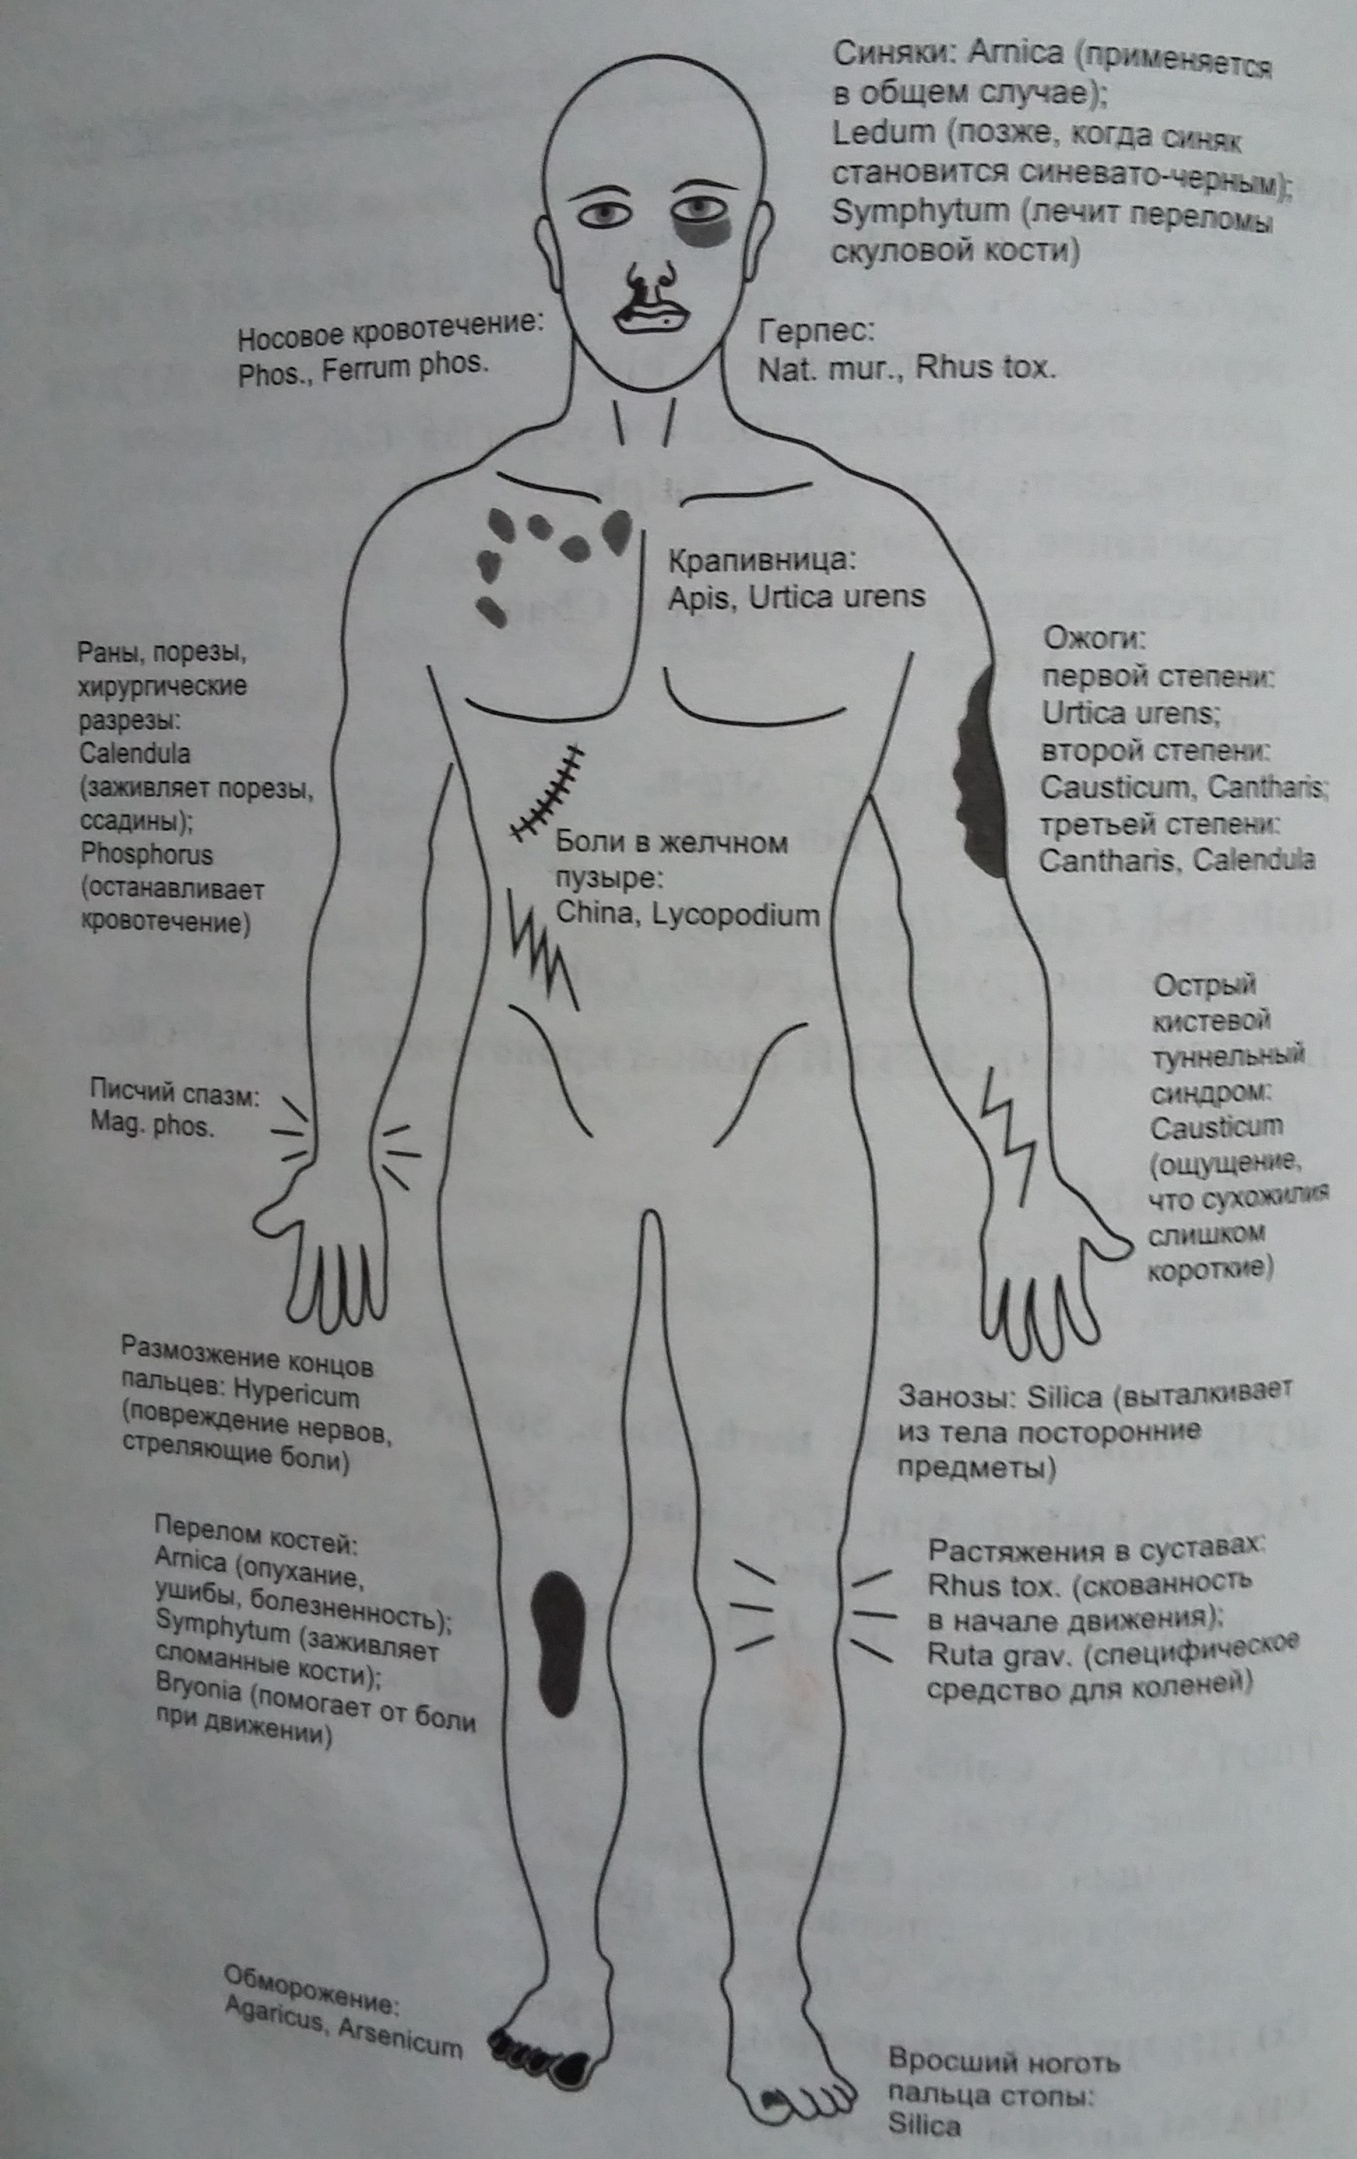 Синяки: Arnica (применяется
в общем случае);
Ledum (позже, когда синяк
становится синевато-черным);
Symphytum (лечит переломы
скуловой кости)
Носовое кровотечение:
Phos., Ferrum phos.
Герпес:
Nat. mur., Rhus tox.
Крапивница:
Apis, Urtica urens
Раны, порезы,
хирургические
разрезы:
Calendula
(заживляет порезы,
ссадины);
Phosphorus
(останавливает
кровотечение)
Ожоги:
первой степени:
Urtica urens;
второй степени:
Causticum, Cantharis;
третьей степени:
Cantharis, Calendula
Боли в желчном
пузыре:
China, Lycopodium
Острый
кистевой
туннельный
синдром:
Causticum
(ощущение,
что сухожилия
слишком
короткие)
Писчий спазм:
Mag. phos.
Размозжение концов
пальцев: Hypericum
(повреждение нервов,
стреляющие боли)
Занозы: Silica (выталкивает
из тела посторонние
предметы)
Перелом костей:
Arnica (опухание,
ушибы, болезненность);
Symphytum (заживляет
сломанные кости);
Bryonia (помогает от боли
при движении)
Растяжения в суставах:
Rhus tox. (скованность
в начале движения);
Ruta grav. (специфическое
средство для коленей)
Обморожение:
Agaricus, Arsenicum
Вросший ноготь
пальца стопы:
Silica